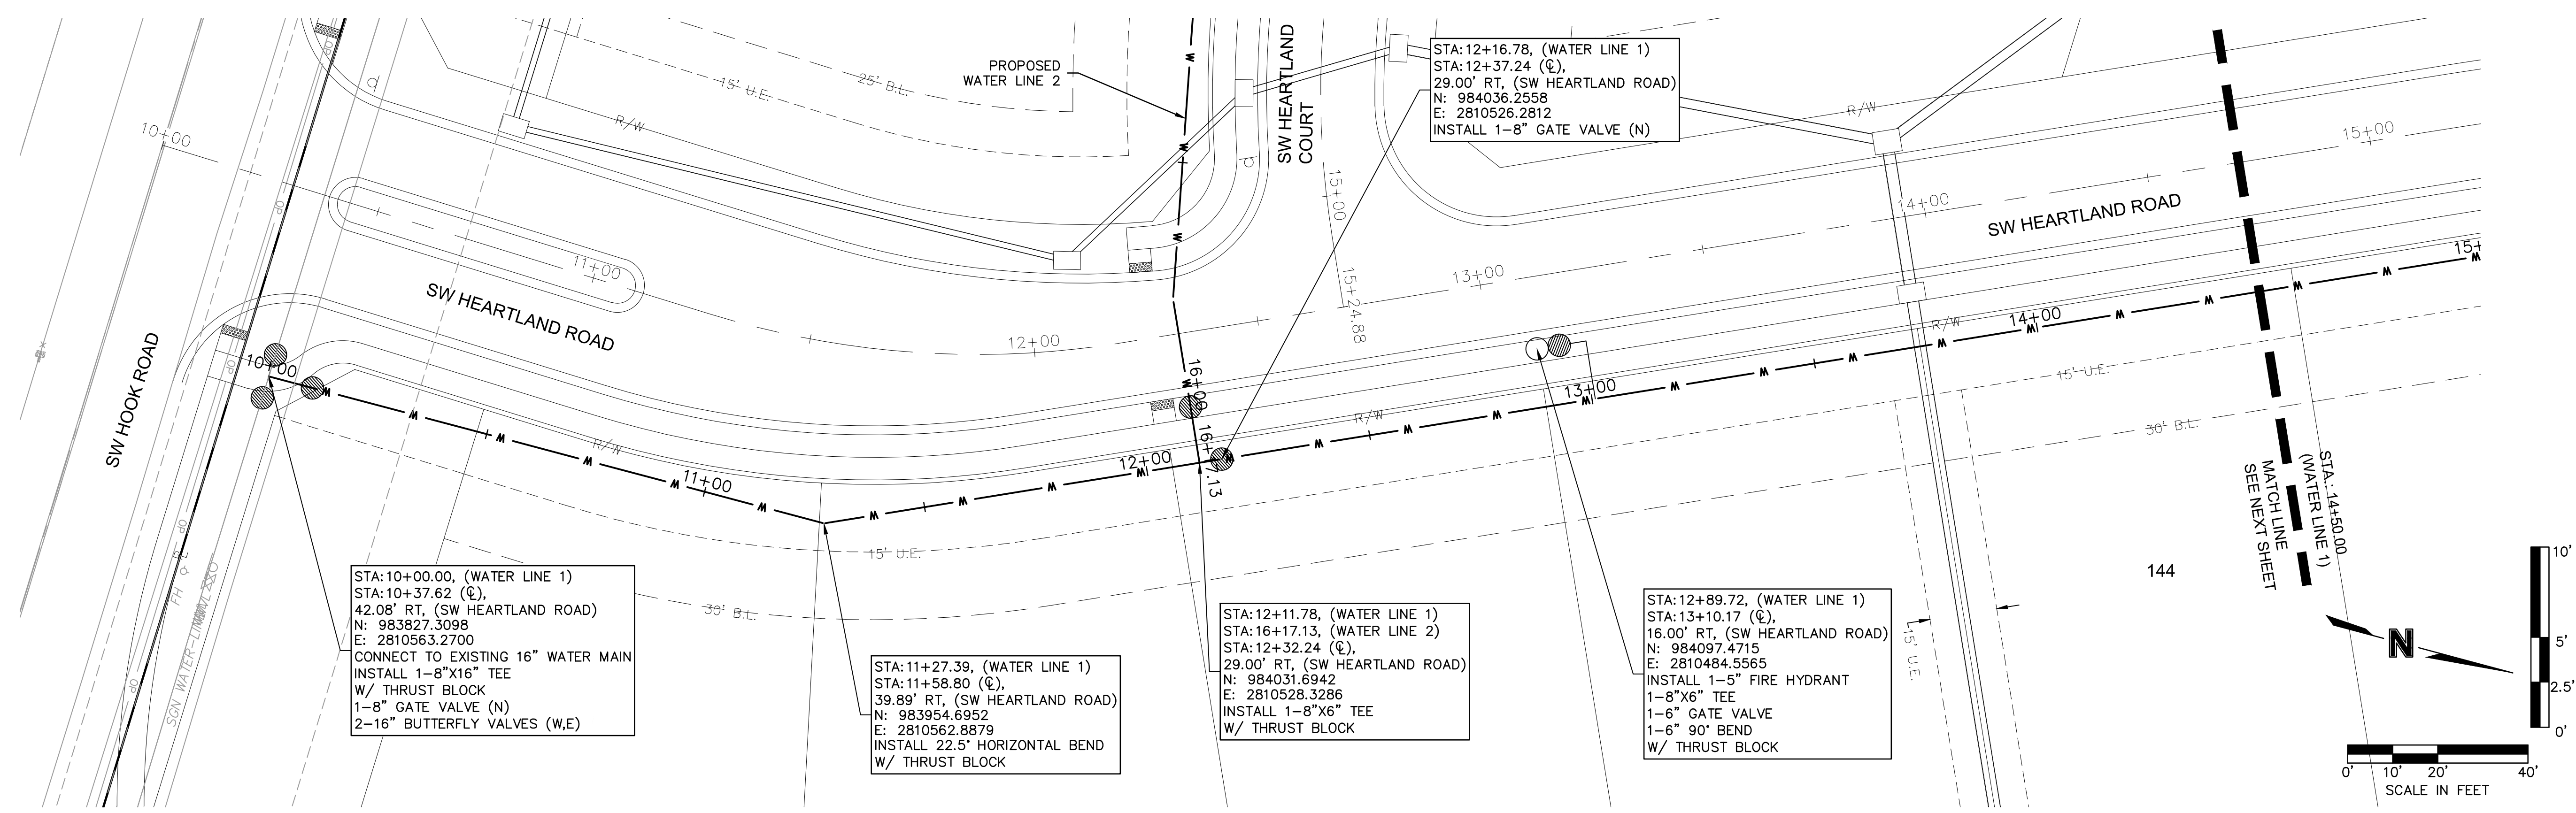 10+00
OP
15' U.E.
25' B.L.
R/W
PROPOSED
WATER LINE 2
SW HEARTLAND
COURT
STA:12+16.78, (WATER LINE 1)
STA:12+37.24 (℄),
29.00' RT, (SW HEARTLAND ROAD)
N: 984036.2558
E: 2810526.2812
INSTALL 1-8" GATE VALVE (N)
R/W
15+00
14+00
SW HEARTLAND ROAD
15+00
15+24.88
13+00
12+00
11+00
SW HEARTLAND ROAD
SW HOOK ROAD
OP
OP
10+00
W
R/W
11+00
15' U.E.
30' B.L.
12+00
16+00
R/W
13+00
R/W
14+00
15+
15' U.E.
30' B.L.
STA.: 14+50.00
(WATER LINE 1)
MATCH LINE
SEE NEXT SHEET
144
15' U.E.
OP
FH
OP
STA:10+00.00, (WATER LINE 1)
STA:10+37.62 (℄),
42.08' RT, (SW HEARTLAND ROAD)
N: 983827.3098
E: 2810563.2700
CONNECT TO EXISTING 16" WATER MAIN
INSTALL 1-8"X16" TEE
W/ THRUST BLOCK
1-8" GATE VALVE (N)
2-16" BUTTERFLY VALVES (W,E)
STA:11+27.39, (WATER LINE 1)
STA:11+58.80 (℄),
39.89' RT, (SW HEARTLAND ROAD)
N: 983954.6952
E: 2810562.8879
INSTALL 22.5° HORIZONTAL BEND
W/ THRUST BLOCK
STA:12+11.78, (WATER LINE 1)
STA:16+17.13, (WATER LINE 2)
STA:12+32.24 (℄),
29.00' RT, (SW HEARTLAND ROAD)
N: 984031.6942
E: 2810528.3286
INSTALL 1-8"X6" TEE
W/ THRUST BLOCK
STA:12+89.72, (WATER LINE 1)
STA:13+10.17 (℄),
16.00' RT, (SW HEARTLAND ROAD)
N: 984097.4715
E: 2810484.5565
INSTALL 1-5" FIRE HYDRANT
1-8"X6" TEE
1-6" GATE VALVE
1-6" 90° BEND
W/ THRUST BLOCK
N
10'
5'
2.5'
0'
0' 10' 20' 40'
SCALE IN FEET